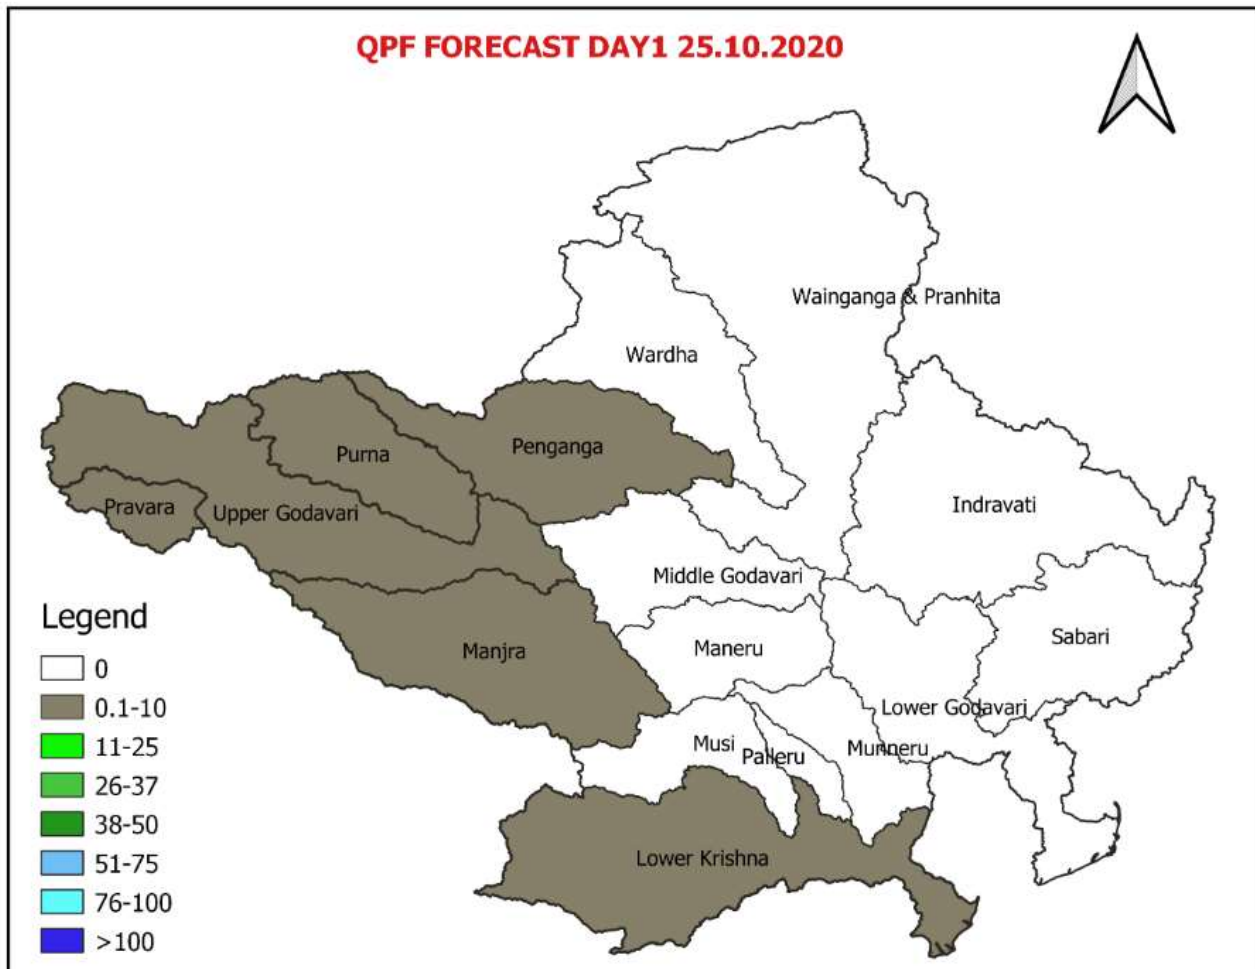 QPF FORECAST DAY1 25.10.2020
Wainganga & Pranhita
Wardha
Purna
Penganga
Pravara
Upper Godavari
Indravati
Middle Godavari
Manjra
Maneru
Sabari
Lower Godavari
Musi
Palleru
Munneru
Lower Krishna
Legend
0
0.1-10
11-25
26-37
38-50
51-75
76-100
>100